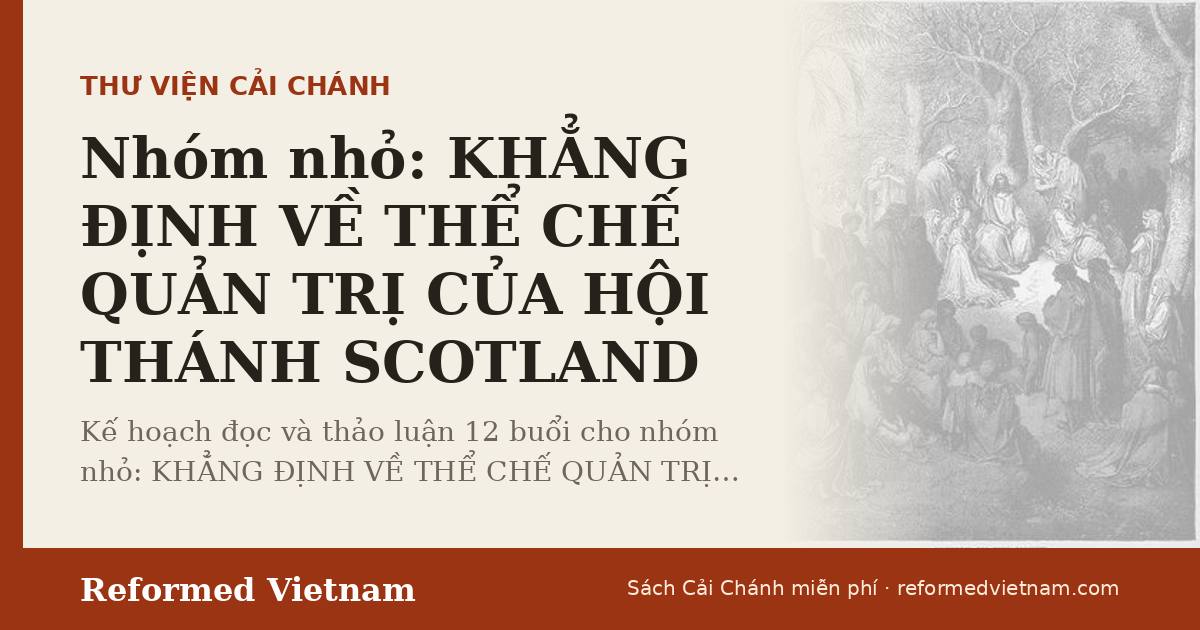 THƯ VIỆN CẢI CHÁNH
Nhóm nhỏ: KHẲNG
ĐỊNH VỀ THỂ CHẾ
QUẢN TRỊ CỦA HỘI
THÁNH SCOTLAND
Kế hoạch đọc và thảo luận 12 buổi cho nhóm
nhỏ: KHẲNG ĐỊNH VỀ THỂ CHẾ QUẢN TRỊ…
Reformed Vietnam
Sách Cải Chánh miễn phí · reformedvietnam.com